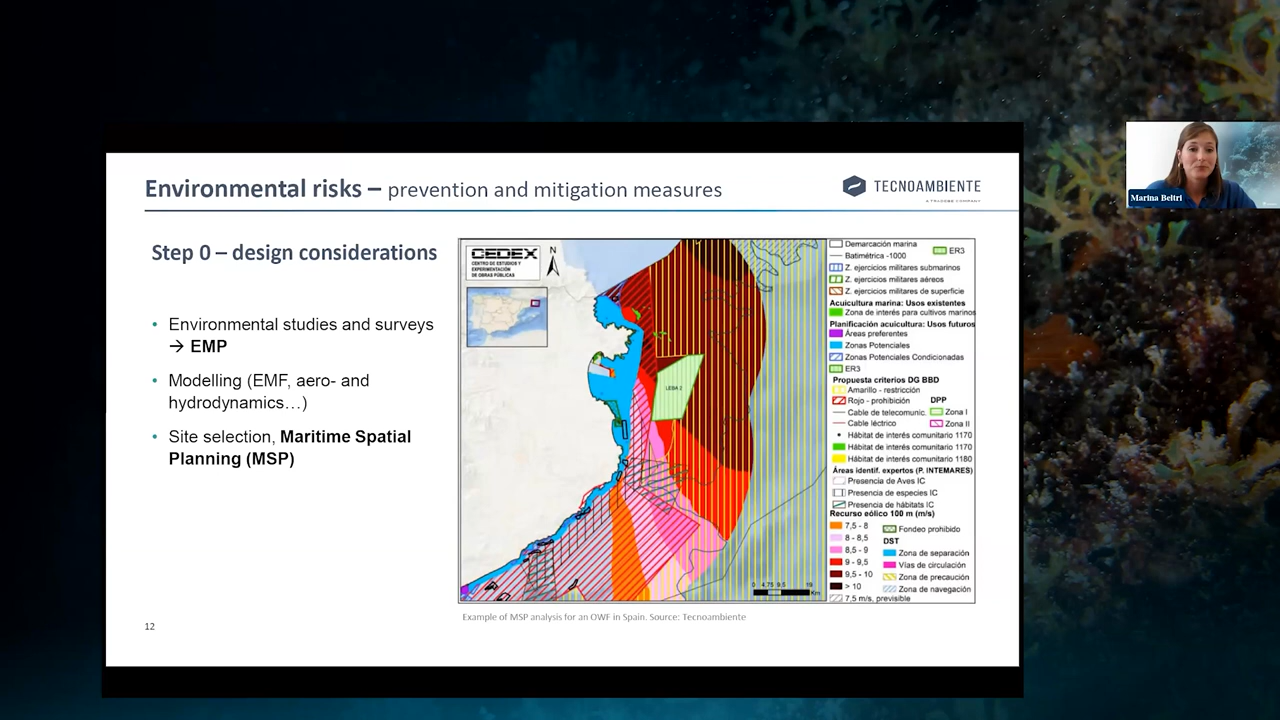 Environmental risks – prevention and mitigation measures
TECNOAMBIENTE
Step 0 – design considerations
• Environmental studies and surveys
→ EMP
• Modelling (EMF, aero- and
hydrodynamics…)
• Site selection, Maritime Spatial
Planning (MSP)
CEDEX
CENTRO DE ESTUDIOS Y
EXPERIMENTACIÓN
DE OBRAS PÚBLICAS
N
LEBA 2
0 4,75 9,5 19
Km
Demarcación marina
ER3
Batimétrica -1000
Z. ejercicios militares submarinos
Z. ejercicios militares aéreos
Z. ejercicios militares de superficie
Acuicultura marina: Usos existentes
Zona de interés para cultivos marinos
Planificación acuicultura: Usos futuros
Áreas preferentes
Zonas Potenciales
Zonas Potenciales Condicionadas
ER3
Propuesta criterios DG BBD
Amarillo - restricción
Rojo - prohibición
DPP
Cable de telecomunic.
Zona I
Cable léctrico
Zona II
Hábitat de interés comunitario 1170
Hábitat de interés comunitario 1170
Hábitat de interés comunitario 1180
Áreas identif. expertos (P. INTEMARES)
Presencia de Aves IC
Presencia de especies IC
Presencia de hábitats IC
Recurso eólico 100 m (m/s)
7,5 - 8
Fondeo prohibido
8 - 8,5
DST
8,5 - 9
Zona de separación
9 - 9,5
Vías de circulación
9,5 - 10
Zona de precaución
> 10
Zona de navegación
7,5 m/s, previsible
Example of MSP analysis for an OWF in Spain. Source: Tecnoambiente
12
Marina Beltri